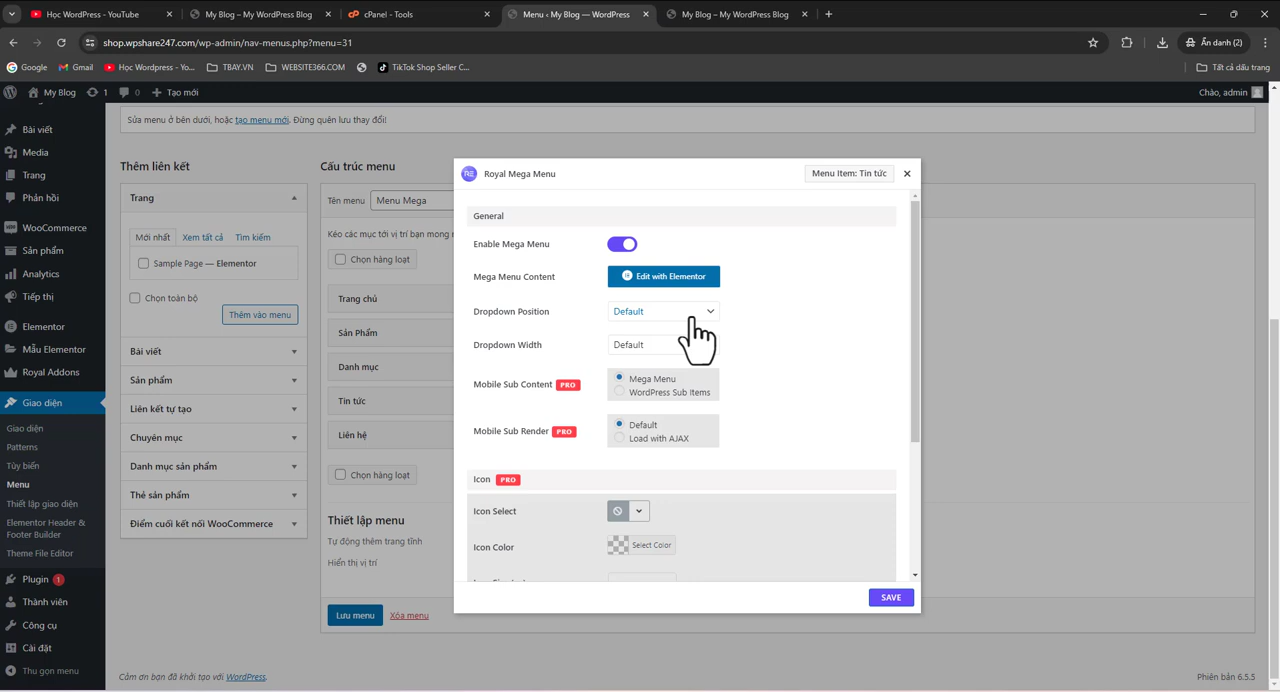 Học WordPress - YouTube
My Blog – My WordPress Blog
cPanel - Tools
Menu ‹ My Blog — WordPress
My Blog – My WordPress Blog
shop.wpshare247.com/wp-admin/nav-menus.php?menu=31
Ẩn danh (2)
Google
Gmail
Học Wordpress - Yo...
TBAY.VN
WEBSITE366.COM
TikTok Shop Seller C...
Tất cả dấu trang
My Blog
1
0
Tạo mới
Chào, admin
Bài viết
Media
Trang
Phản hồi
WooCommerce
Sản phẩm
Analytics
Tiếp thị
Elementor
Mẫu Elementor
Royal Addons
Giao diện
Giao diện
Patterns
Tùy biến
Menu
Thiết lập giao diện
Elementor Header &
Footer Builder
Theme File Editor
Plugin 1
Thành viên
Công cụ
Cài đặt
Thu gọn menu
Sửa menu ở bên dưới, hoặc tạo menu mới. Đừng quên lưu thay đổi!
Thêm liên kết
Trang
Mới nhất
Xem tất cả
Tìm kiếm
Sample Page — Elementor
Chọn toàn bộ
Thêm vào menu
Bài viết
Sản phẩm
Liên kết tự tạo
Chuyên mục
Danh mục sản phẩm
Thẻ sản phẩm
Điểm cuối kết nối WooCommerce
Cấu trúc menu
Tên menu
Menu Mega
Kéo các mục tới vị trí bạn mong
Chọn hàng loạt
Trang chủ
Sản Phẩm
Danh mục
Tin tức
Liên hệ
Chọn hàng loạt
Thiết lập menu
Tự động thêm trang tĩnh
Hiển thị vị trí
Lưu menu
Xóa menu
Royal Mega Menu
Menu Item: Tin tức
General
Enable Mega Menu
Mega Menu Content
Edit with Elementor
Dropdown Position
Default
Dropdown Width
Default
Mobile Sub Content PRO
Mega Menu
WordPress Sub Items
Mobile Sub Render PRO
Default
Load with AJAX
Icon PRO
Icon Select
Icon Color
Select Color
SAVE
Cảm ơn bạn đã khởi tạo với WordPress.
Phiên bản 6.5.5